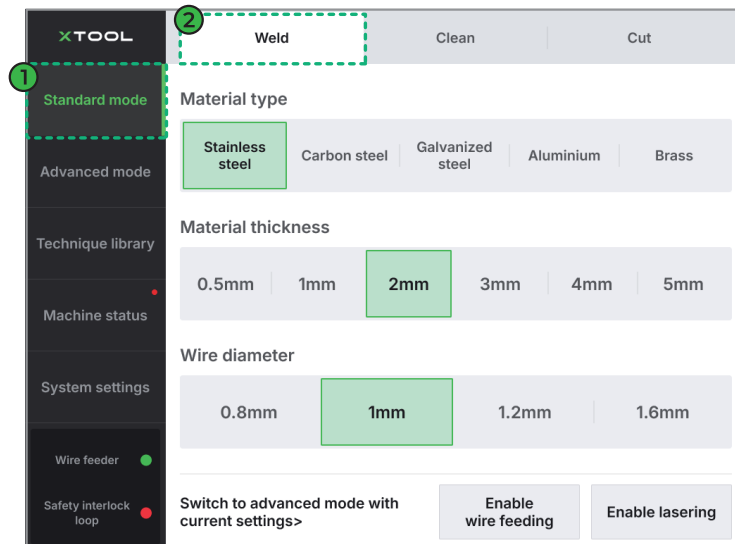 XTOOL
1
Standard mode
Advanced mode
Technique library
Machine status
System settings
Wire feeder
Safety interlock
loop
2
Weld
Clean
Cut
Material type
Stainless
steel
Carbon steel
Galvanized
steel
Aluminium
Brass
Material thickness
0.5mm
1mm
2mm
3mm
4mm
5mm
Wire diameter
0.8mm
1mm
1.2mm
1.6mm
Switch to advanced mode with
current settings>
Enable
wire feeding
Enable lasering